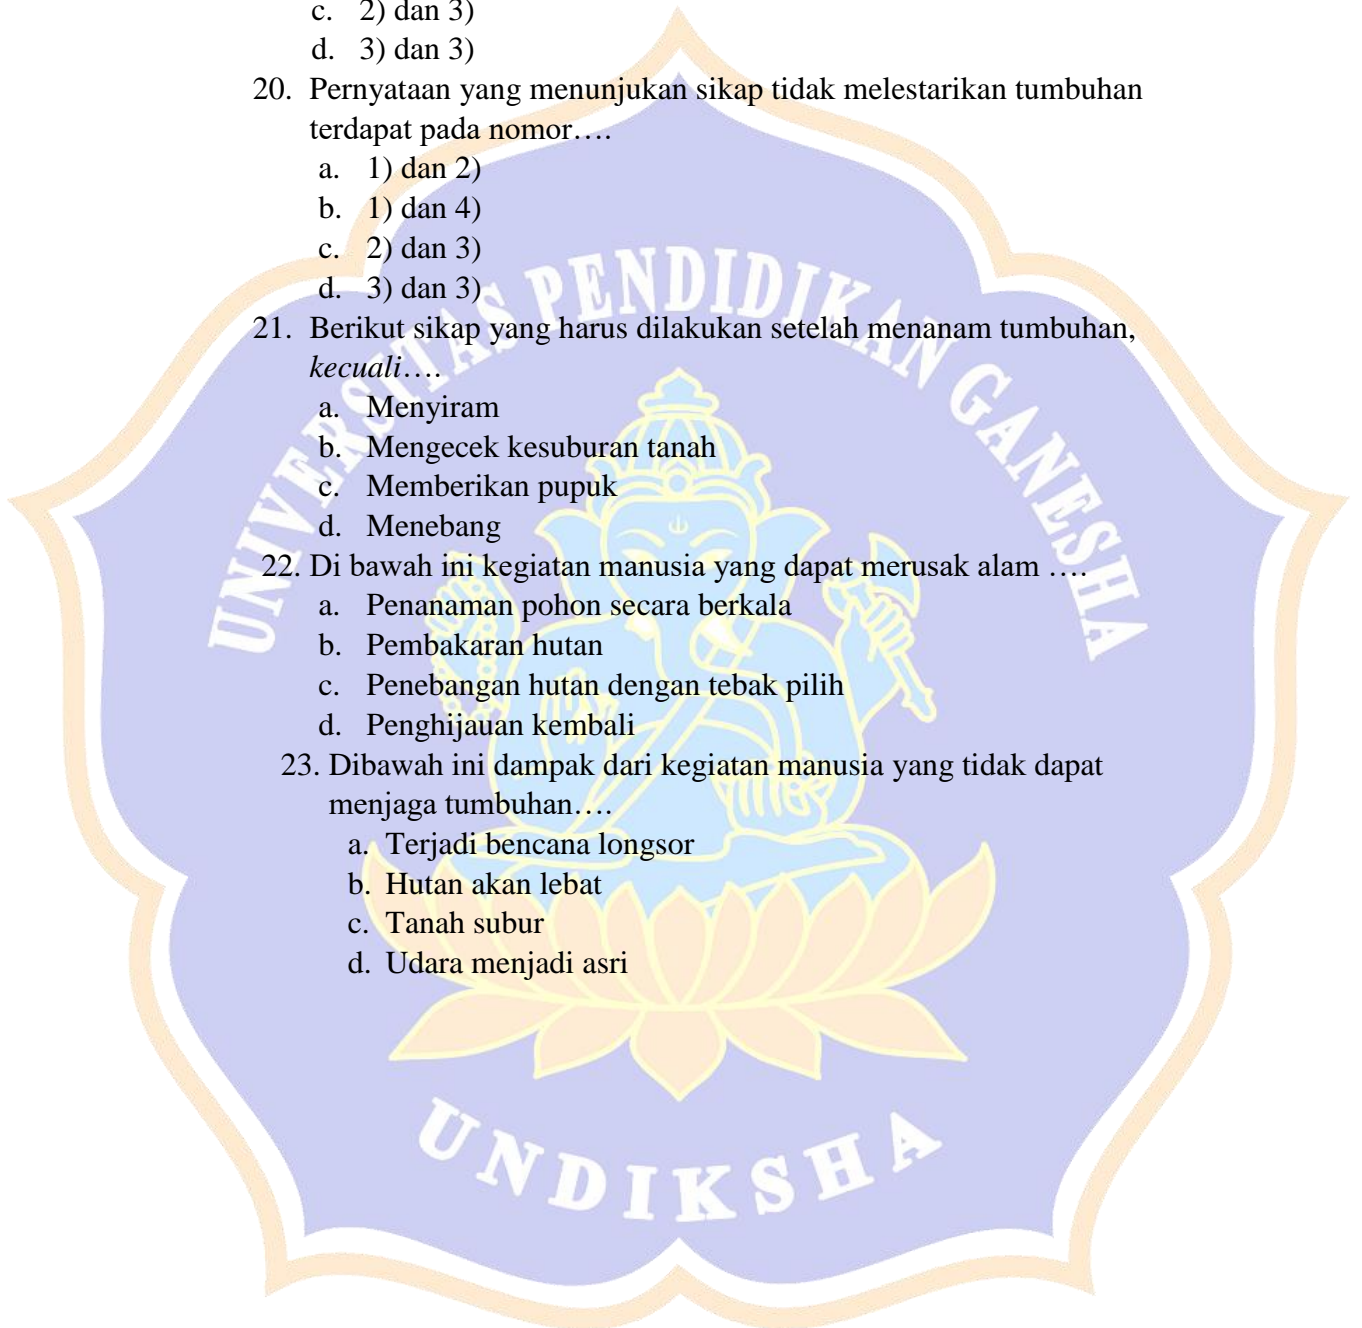 c. 2) dan 3)
d. 3) dan 3)
20. Pernyataan yang menunjukan sikap tidak melestarikan tumbuhan
terdapat pada nomor….
a. 1) dan 2)
b. 1) dan 4)
c. 2) dan 3)
d. 3) dan 3)
21. Berikut sikap yang harus dilakukan setelah menanam tumbuhan,
kecuali….
a. Menyiram
b. Mengecek kesuburan tanah
c. Memberikan pupuk
d. Menebang
22. Di bawah ini kegiatan manusia yang dapat merusak alam ….
a. Penanaman pohon secara berkala
b. Pembakaran hutan
c. Penebangan hutan dengan tebak pilih
d. Penghijauan kembali
23. Dibawah ini dampak dari kegiatan manusia yang tidak dapat
menjaga tumbuhan….
a. Terjadi bencana longsor
b. Hutan akan lebat
c. Tanah subur
d. Udara menjadi asri
UNIVERSITAS PENDIDIKAN GANESHA
UNDIKSHA